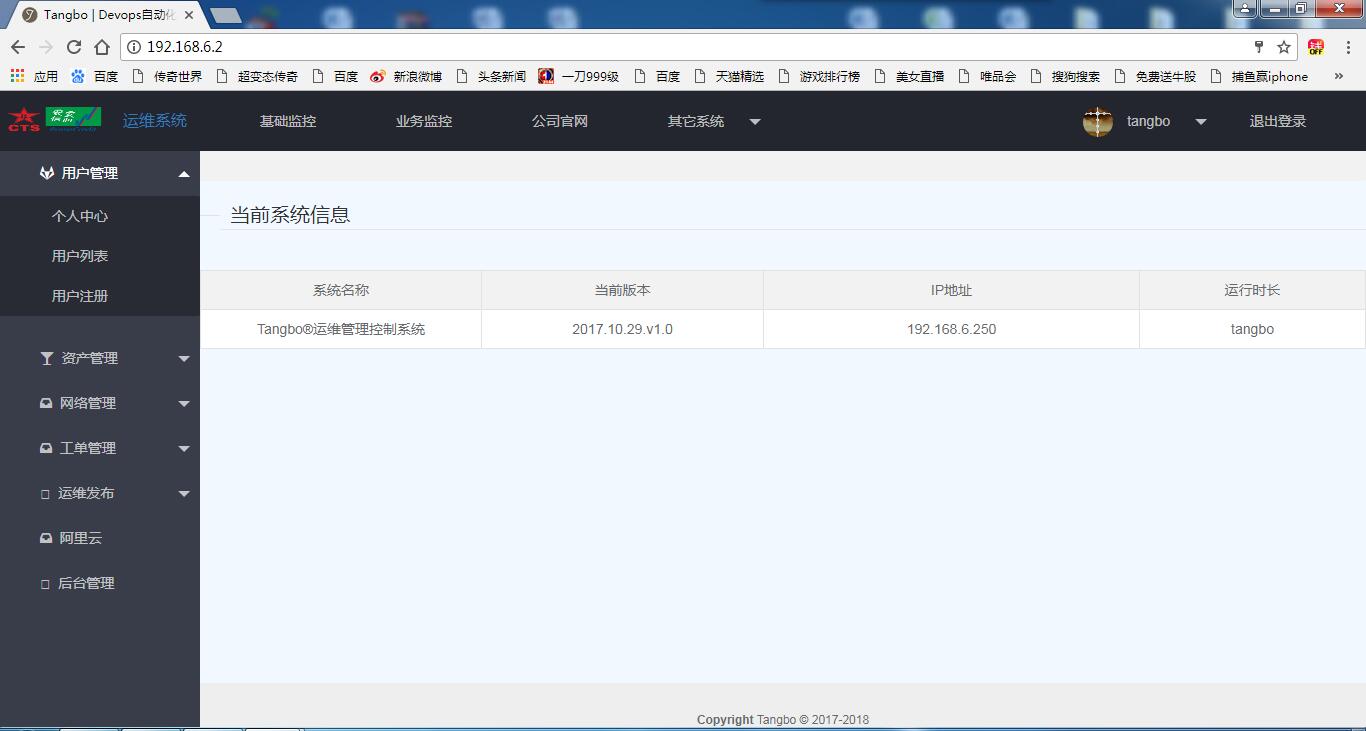 Tangbo | Devops自动化
192.168.6.2
应用 百度 传奇世界 超变态传奇 百度 新浪微博 头条新闻 一刀999级 百度 天猫精选 游戏排行榜 美女直播 唯品会 搜狗搜索 免费送牛股 捕鱼赢iphone »
CTS 运维系统 基础监控 业务监控 公司官网 其它系统 tangbo 退出登录
用户管理
个人中心
用户列表
用户注册
资产管理
网络管理
工单管理
运维发布
阿里云
后台管理
当前系统信息
系统名称 当前版本 IP地址 运行时长
Tangbo®运维管理控制系统 2017.10.29.v1.0 192.168.6.250 tangbo
Copyright Tangbo © 2017-2018